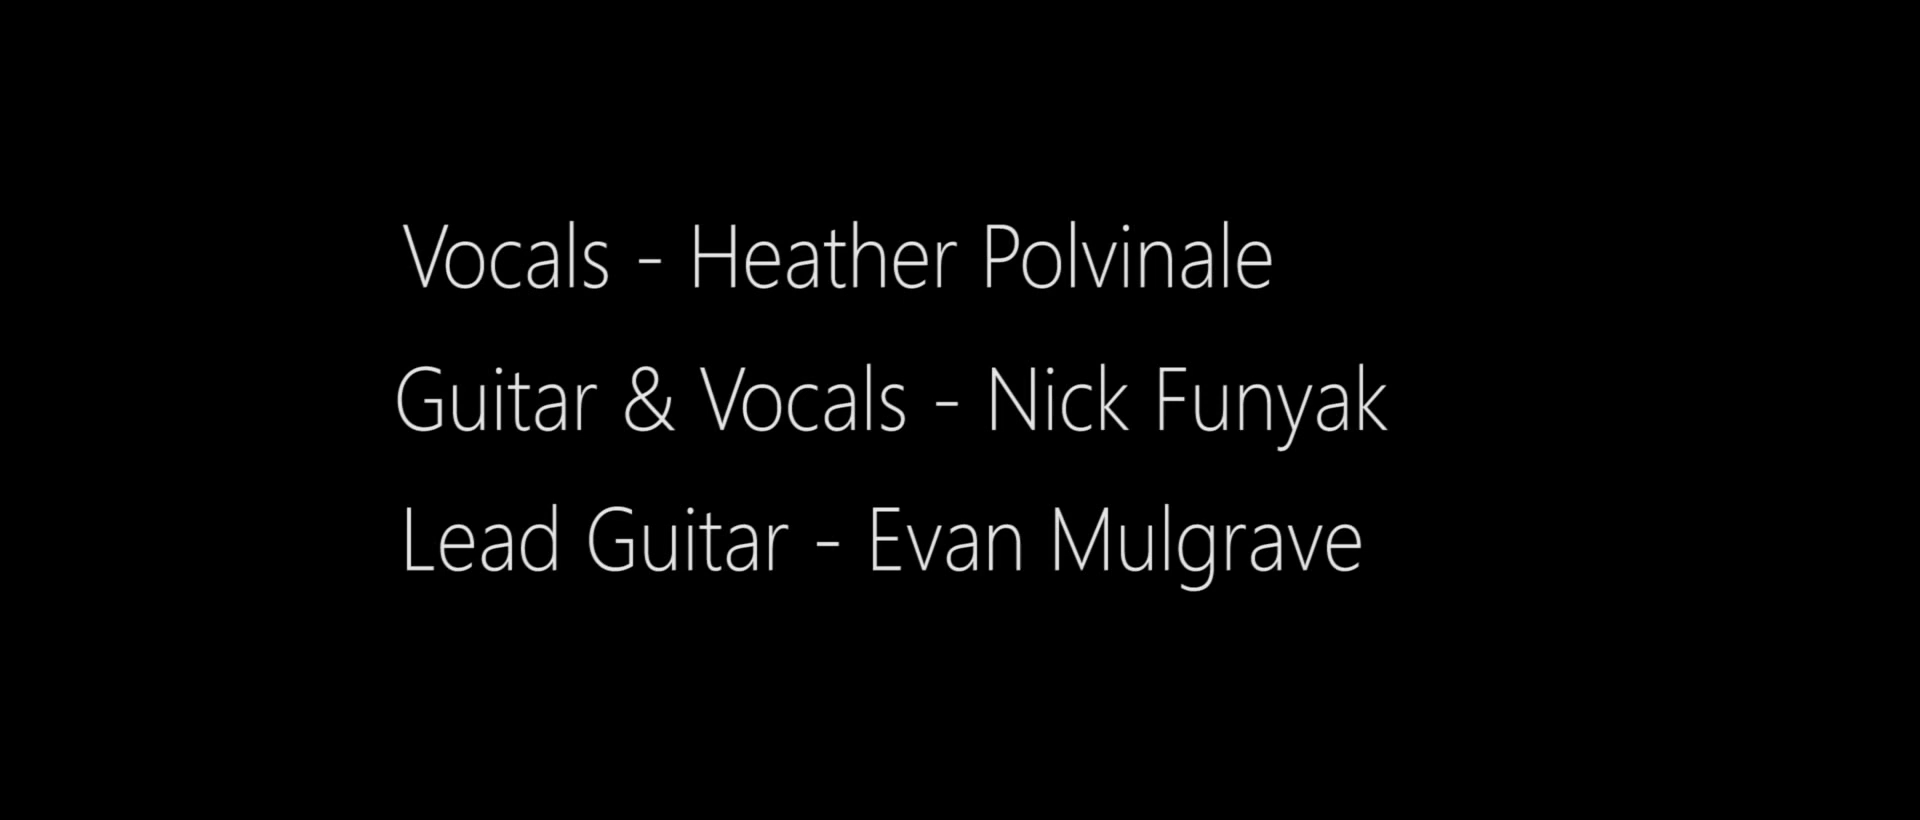 Vocals - Heather Polvinale
Guitar & Vocals - Nick Funyak
Lead Guitar - Evan Mulgrave